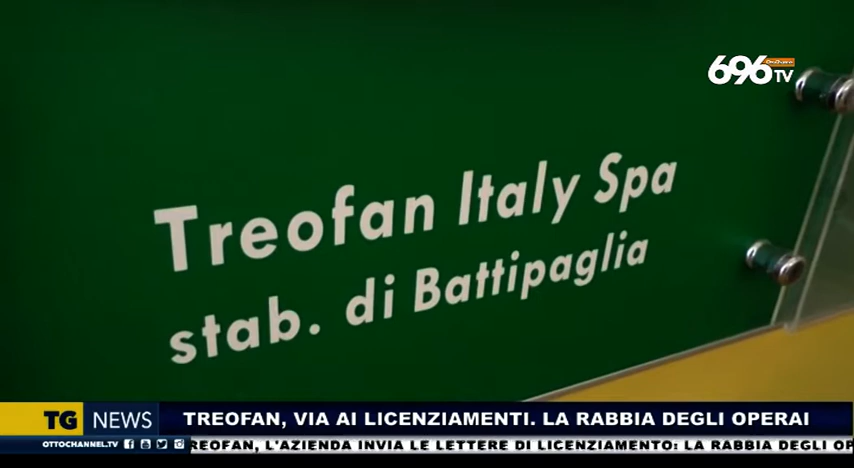 696
TV
Treofan Italy Spa
stab. di Battipaglia
TG NEWS
TREOFAN, VIA AI LICENZIAMENTI. LA RABBIA DEGLI OPERAI
OTTOCHANNEL.TV
REOFAN, L'AZIENDA INVIA LE LETTERE DI LICENZIAMENTO: LA RABBIA DEGLI OP